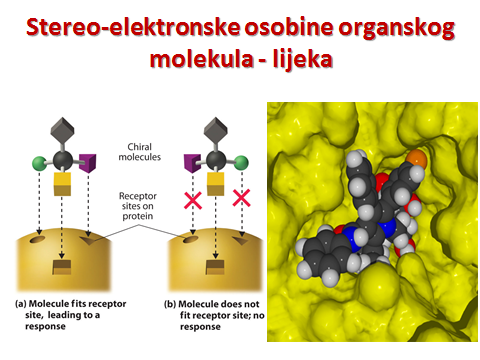 Stereo-elektronske osobine organskog
molekula - lijeka
Chiral
molecules
Receptor
sites on
protein
(a) Molecule fits receptor
site, leading to a
response
(b) Molecule does not
fit receptor site; no
response